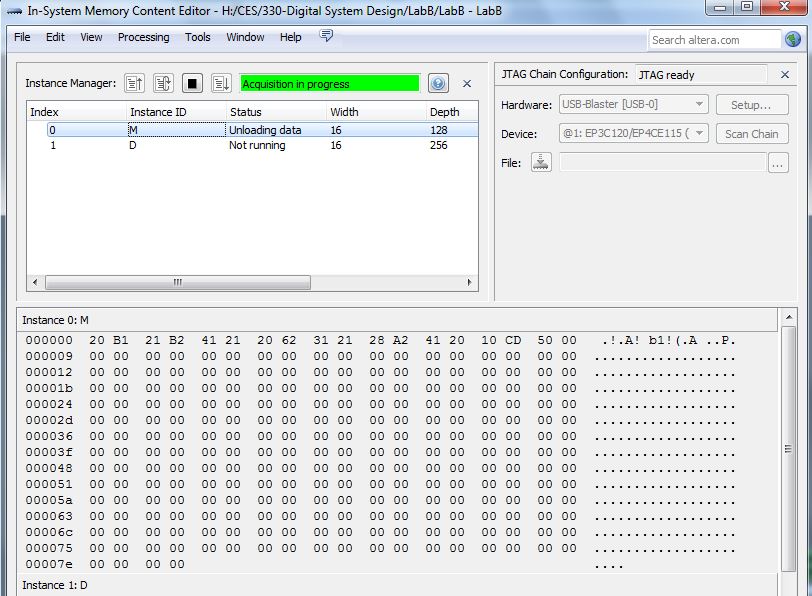 In-System Memory Content Editor - H:/CES/330-Digital System Design/LabB/LabB - LabB
File Edit View Processing Tools Window Help
Search altera.com
Instance Manager: Acquisition in progress
Index Instance ID Status Width Depth
0 M Unloading data 16 128
1 D Not running 16 256
JTAG Chain Configuration: JTAG ready
Hardware: USB-Blaster [USB-0] Setup...
Device: @1: EP3C120/EP4CE115 ( Scan Chain
File: ...
Instance 0: M
000000 20 B1 21 B2 41 21 20 62 31 21 28 A2 41 20 10 CD 50 00 .!.A! b1!(.A ..P.
000009 00 00 00 00 00 00 00 00 00 00 00 00 00 00 00 00 00 00 ..................
000012 00 00 00 00 00 00 00 00 00 00 00 00 00 00 00 00 00 00 ..................
00001b 00 00 00 00 00 00 00 00 00 00 00 00 00 00 00 00 00 00 ..................
000024 00 00 00 00 00 00 00 00 00 00 00 00 00 00 00 00 00 00 ..................
00002d 00 00 00 00 00 00 00 00 00 00 00 00 00 00 00 00 00 00 ..................
000036 00 00 00 00 00 00 00 00 00 00 00 00 00 00 00 00 00 00 ..................
00003f 00 00 00 00 00 00 00 00 00 00 00 00 00 00 00 00 00 00 ..................
000048 00 00 00 00 00 00 00 00 00 00 00 00 00 00 00 00 00 00 ..................
000051 00 00 00 00 00 00 00 00 00 00 00 00 00 00 00 00 00 00 ..................
00005a 00 00 00 00 00 00 00 00 00 00 00 00 00 00 00 00 00 00 ..................
000063 00 00 00 00 00 00 00 00 00 00 00 00 00 00 00 00 00 00 ..................
00006c 00 00 00 00 00 00 00 00 00 00 00 00 00 00 00 00 00 00 ..................
000075 00 00 00 00 00 00 00 00 00 00 00 00 00 00 00 00 00 00 ..................
00007e 00 00 00 00 ....
Instance 1: D